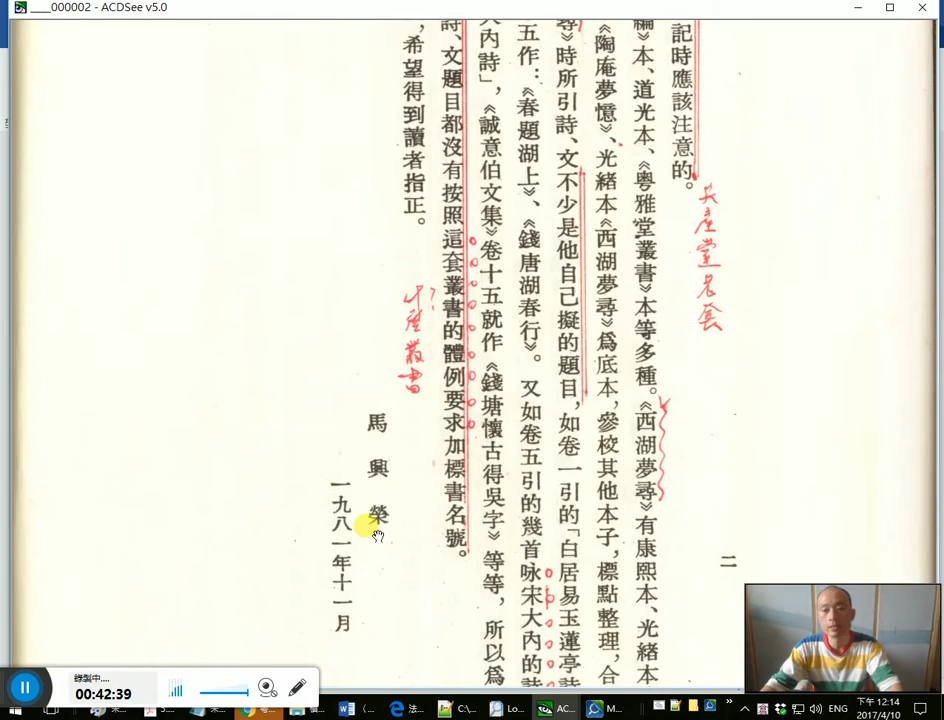 ___000002 - ACDSee v5.0
二
記時應該注意的。
共產黨老套
編》本、道光本、《粵雅堂叢書》本等多種。《西湖夢尋》有康熙本、光緒本
《陶庵夢憶》、光緒本《西湖夢尋》爲底本，參校其他本子，標點整理，合
尋》時所引詩、文不少是他自己擬的題目，如卷一引的「白居易玉蓮亭詩
五作：《春題湖上》、《錢唐湖春行》。又如卷五引的幾首咏宋大內的詩
大內詩」，《誠意伯文集》卷十五就作《錢塘懷古得吳字》等等，所以爲
詩、文題目都沒有按照這套叢書的體例要求加標書名號。
，希望得到讀者指正。
叢書
馬興榮
一九八一年十一月
錄製中....
00:42:39
W
C:\...
Lo...
AC...
M...
ENG
下午 12:14
2017/4/10